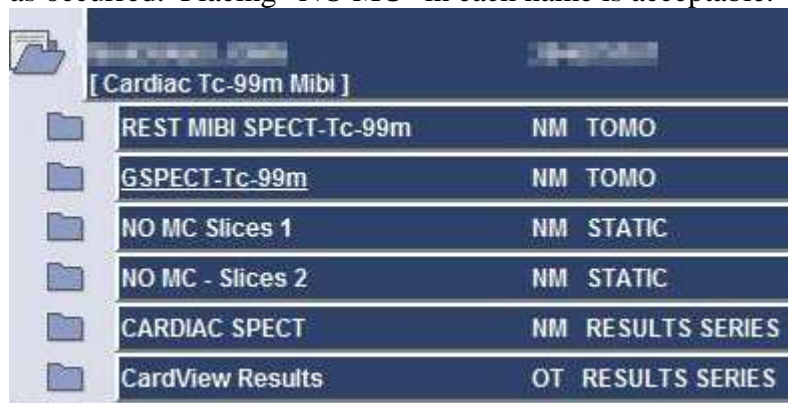 as occurred. Placing "NO MC" in each name is acceptable.
[ Cardiac Tc-99m Mibi ]
REST MIBI SPECT-Tc-99m NM TOMO
GSPECT-Tc-99m NM TOMO
NO MC Slices 1 NM STATIC
NO MC - Slices 2 NM STATIC
CARDIAC SPECT NM RESULTS SERIES
CardView Results OT RESULTS SERIES